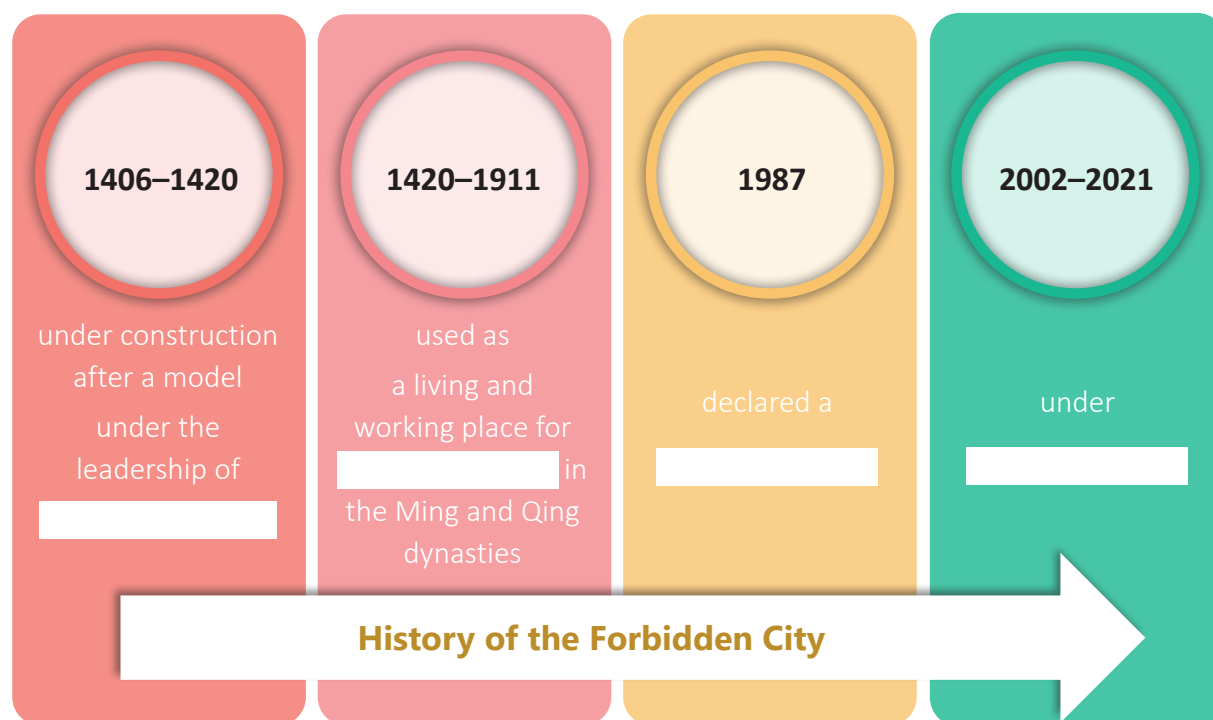 1406–1420
under construction
after a model
under the
leadership of
1420–1911
used as
a living and
working place for
in
the Ming and Qing
dynasties
1987
declared a
2002–2021
under
History of the Forbidden City